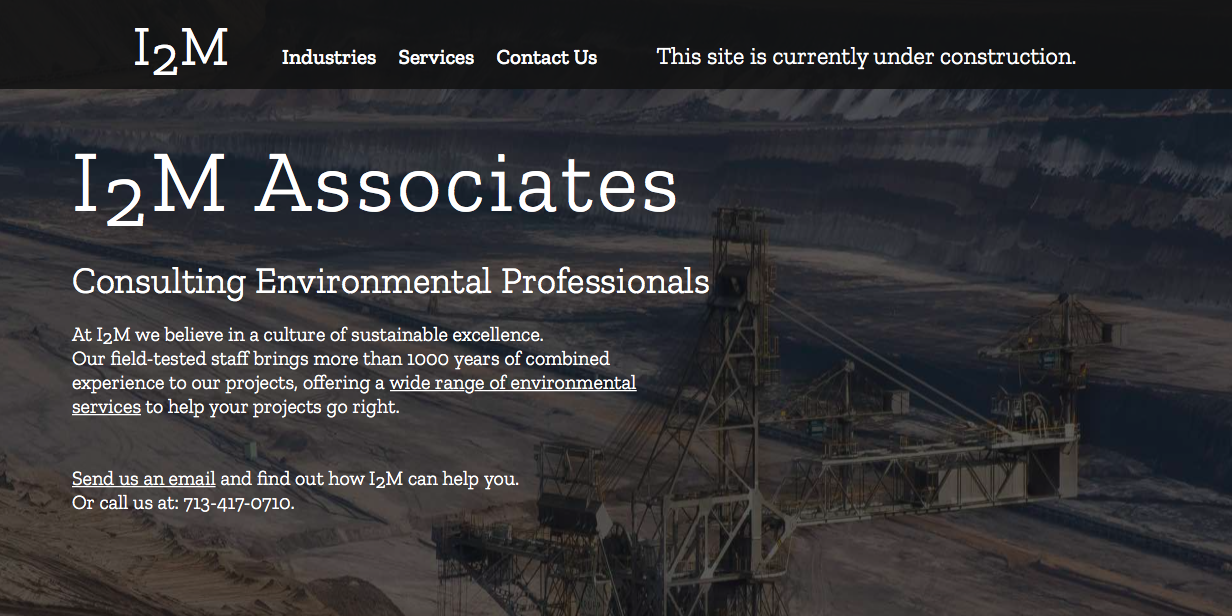 I2M
Industries Services Contact Us
This site is currently under construction.
I2M Associates
Consulting Environmental Professionals
At I2M we believe in a culture of sustainable excellence.
Our field-tested staff brings more than 1000 years of combined
experience to our projects, offering a wide range of environmental
services to help your projects go right.
Send us an email and find out how I2M can help you.
Or call us at: 713-417-0710.